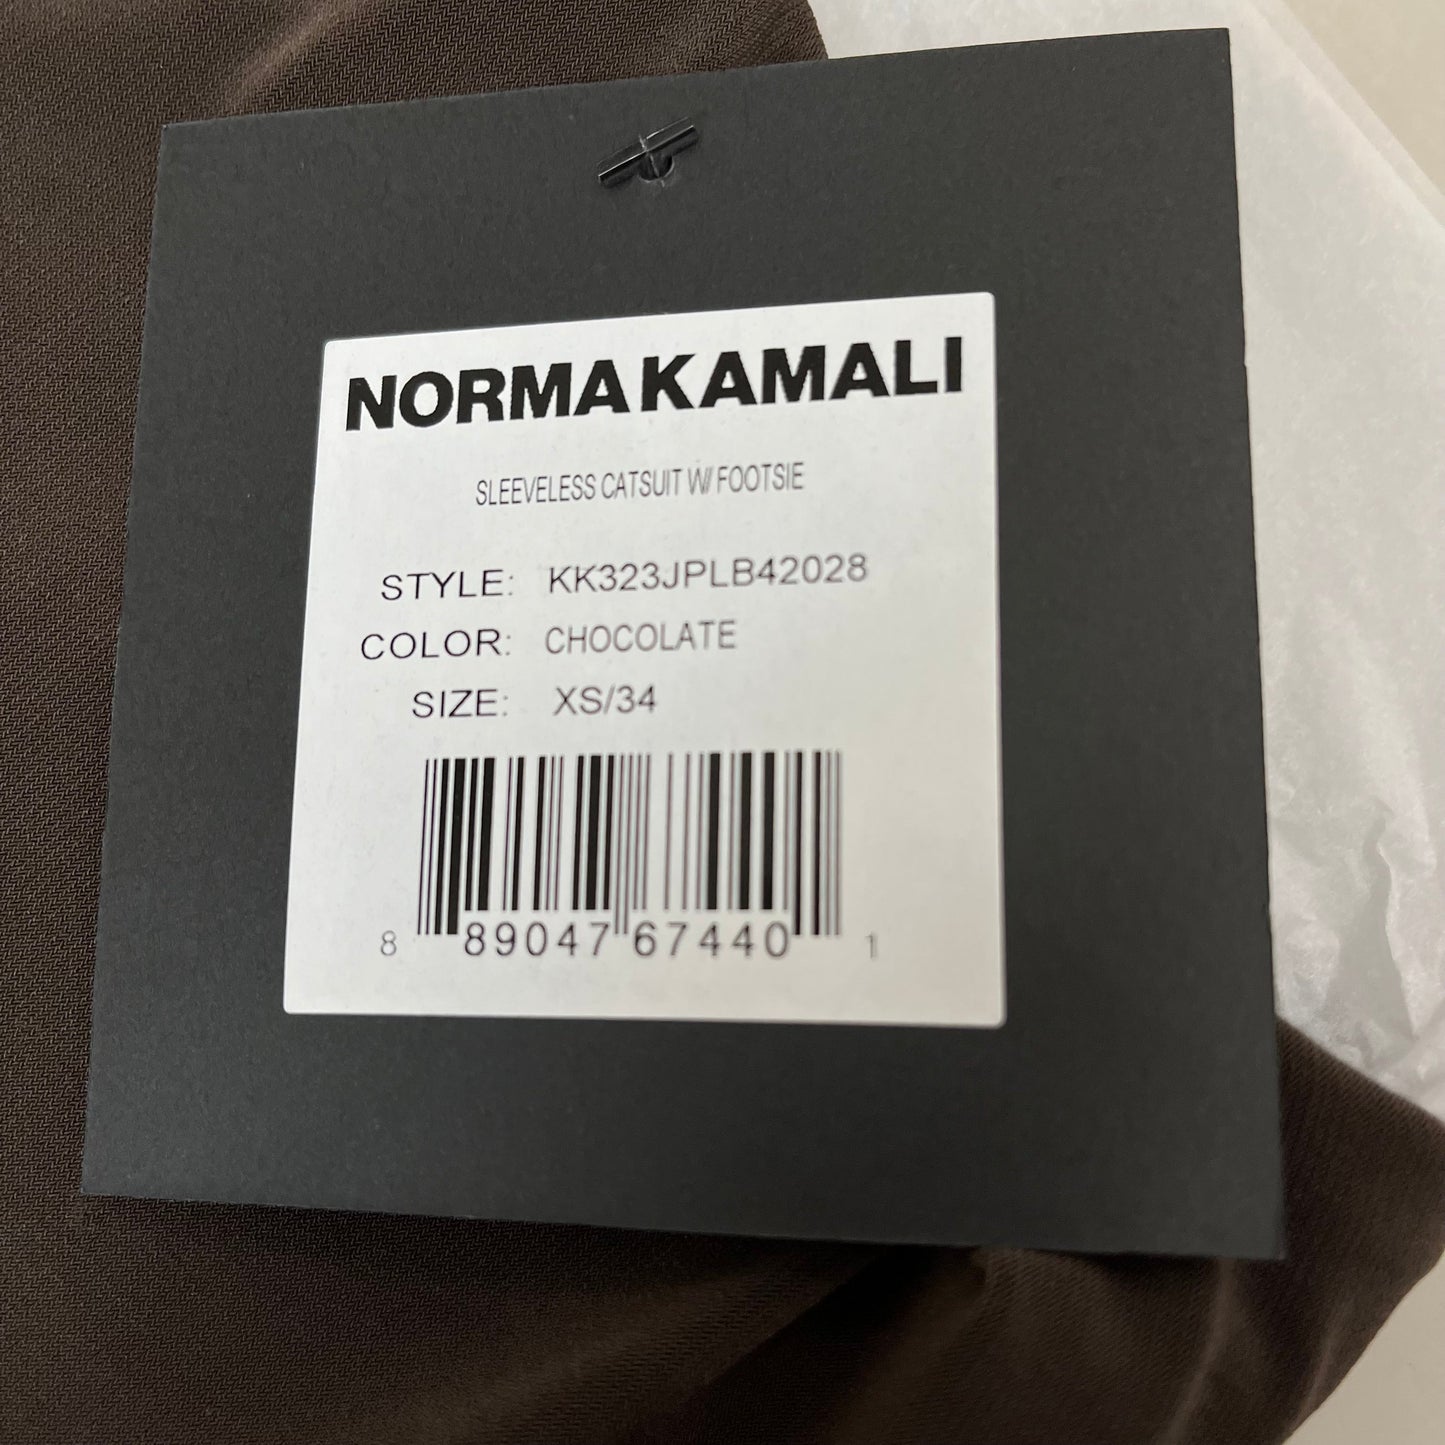 NORMA KAMALI
SLEEVELESS CATSUIT W/ FOOTSIE
STYLE: KK323JPLB42028
COLOR: CHOCOLATE
SIZE: XS/34
8 89047 67440 1